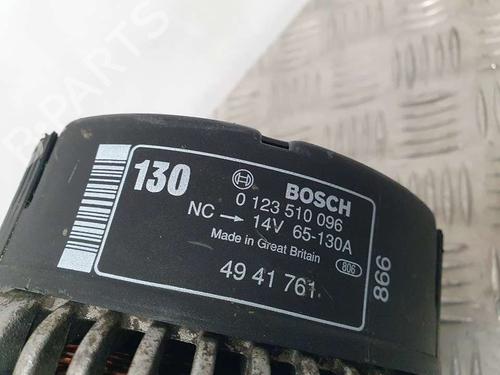 B-PARTS
130
BOSCH
0 123 510 096
NC → 14V 65-130A
Made in Great Britain
806
49 41 761
866